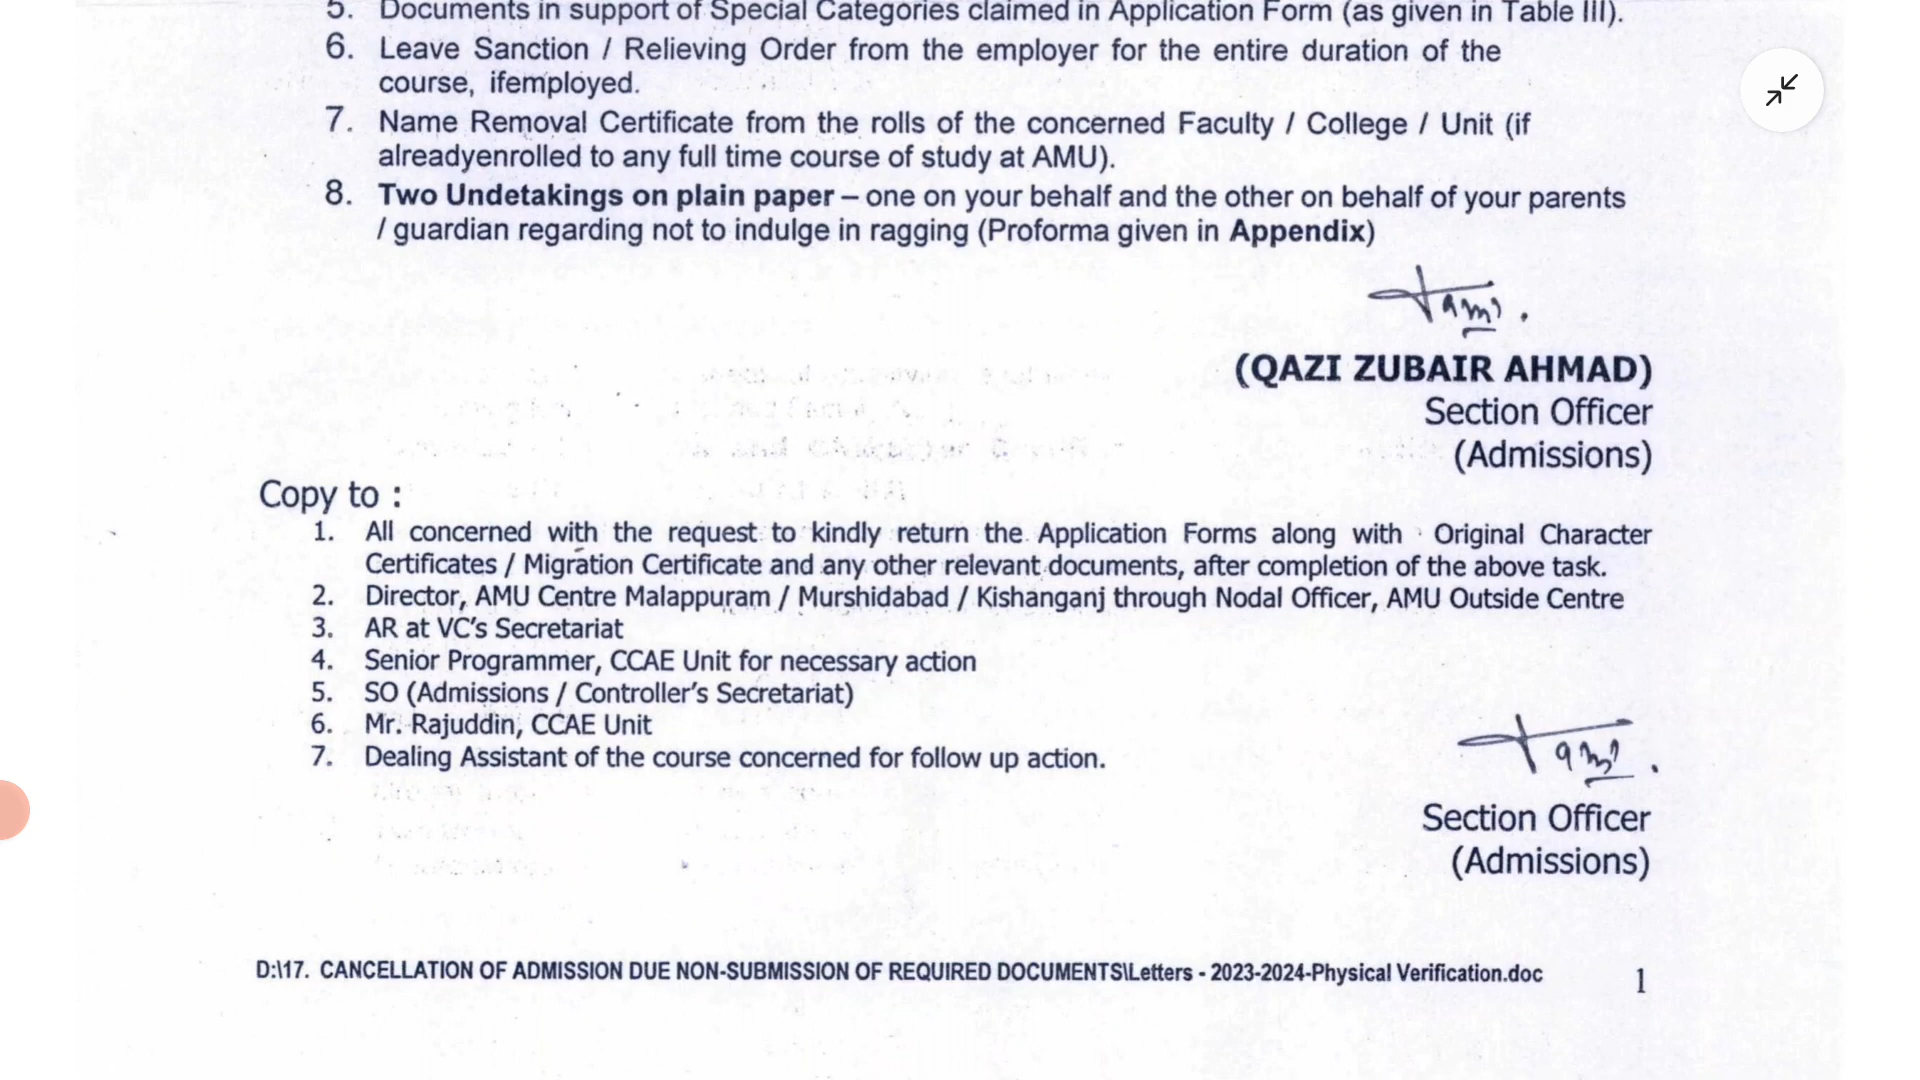 5. Documents in support of Special Categories claimed in Application Form (as given in Table III).
6. Leave Sanction / Relieving Order from the employer for the entire duration of the
course, ifemployed.
7. Name Removal Certificate from the rolls of the concerned Faculty / College / Unit (if
alreadyenrolled to any full time course of study at AMU).
8. Two Undetakings on plain paper – one on your behalf and the other on behalf of your parents
/ guardian regarding not to indulge in ragging (Proforma given in Appendix)
(QAZI ZUBAIR AHMAD)
Section Officer
(Admissions)
Copy to :
1. All concerned with the request to kindly return the Application Forms along with Original Character
Certificates / Migration Certificate and any other relevant documents, after completion of the above task.
2. Director, AMU Centre Malappuram / Murshidabad / Kishanganj through Nodal Officer, AMU Outside Centre
3. AR at VC's Secretariat
4. Senior Programmer, CCAE Unit for necessary action
5. SO (Admissions / Controller's Secretariat)
6. Mr. Rajuddin, CCAE Unit
7. Dealing Assistant of the course concerned for follow up action.
Section Officer
(Admissions)
D:\17. CANCELLATION OF ADMISSION DUE NON-SUBMISSION OF REQUIRED DOCUMENTS\Letters - 2023-2024-Physical Verification.doc 1